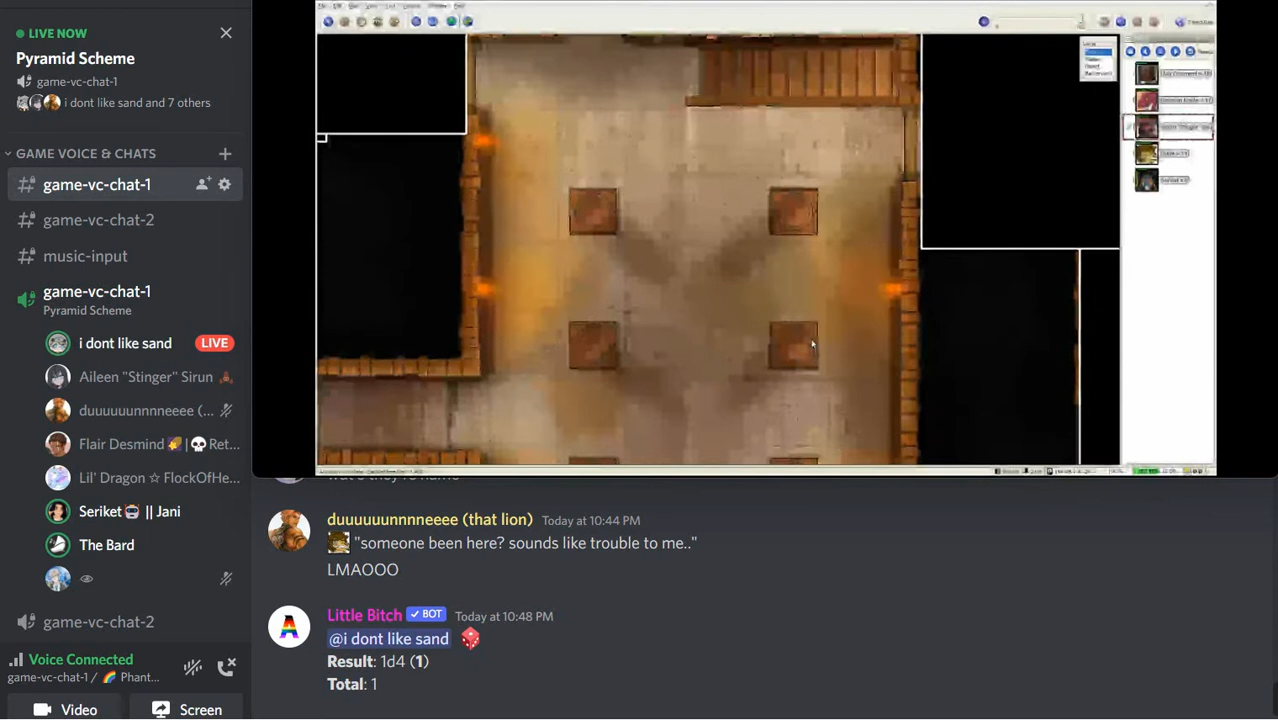 LIVE NOW
Pyramid Scheme
game-vc-chat-1
i dont like sand and 7 others
GAME VOICE & CHATS
game-vc-chat-1
game-vc-chat-2
music-input
game-vc-chat-1
Pyramid Scheme
i dont like sand LIVE
Aileen "Stinger" Sirun
duuuuuunnnneeee (...
Flair Desmind | Ret...
Lil' Dragon ☆ FlockOfHe...
Seriket || Jani
The Bard
game-vc-chat-2
Voice Connected
game-vc-chat-1 / Phant...
Video Screen
duuuuuunnnneeee (that lion) Today at 10:44 PM
"someone been here? sounds like trouble to me.."
LMAOOO
Little Bitch ✓ BOT Today at 10:48 PM
@i dont like sand
Result: 1d4 (1)
Total: 1